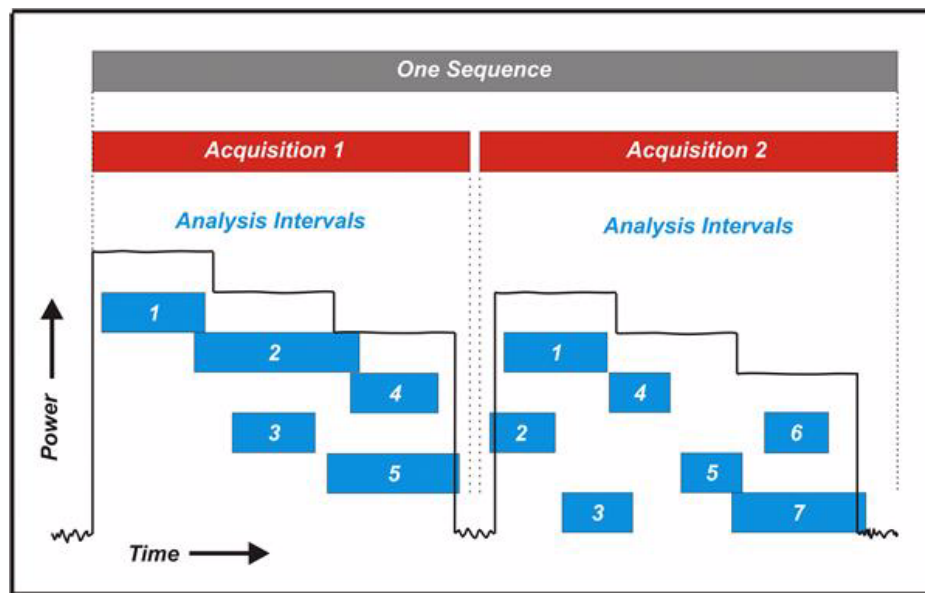 One Sequence
Acquisition 1
Acquisition 2
Analysis Intervals
Analysis Intervals
1
2
4
3
5
1
4
2
6
5
3
7
Power
Time